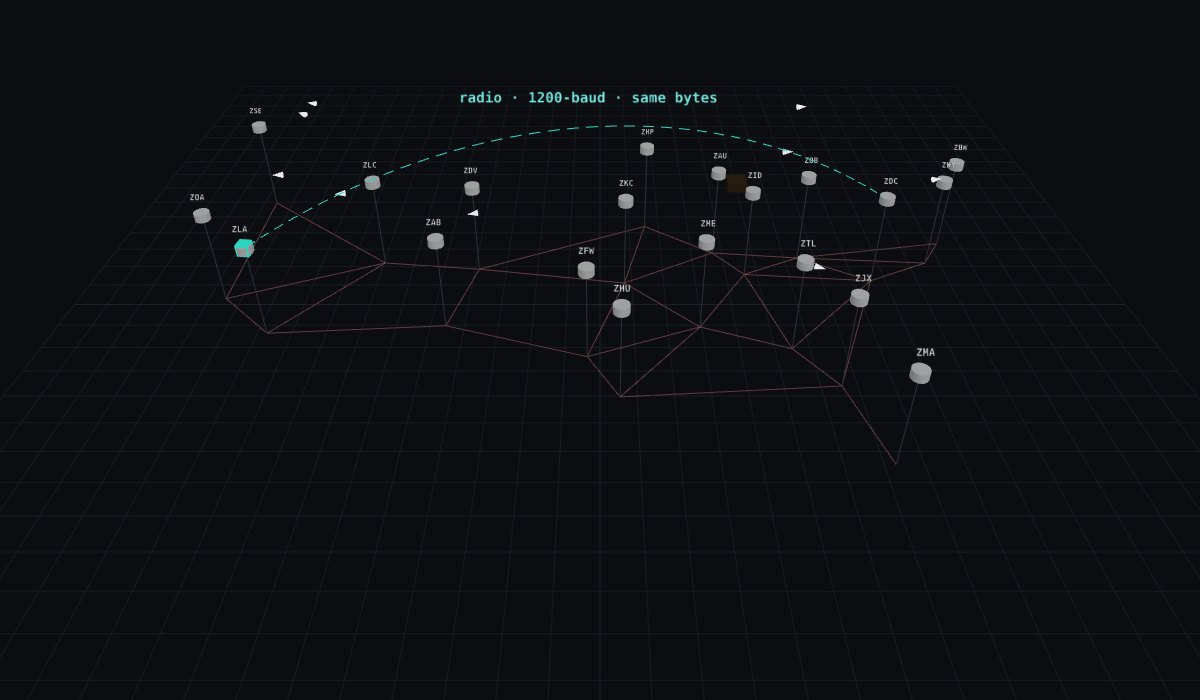 radio · 1200-baud · same bytes
ZSE
ZMP
ZBW
ZAU
ZOB
ZLC
ZDV
ZID
ZDC
ZKC
ZOA
ZAB
ZME
ZLA
ZTL
ZFW
ZJX
ZHU
ZMA